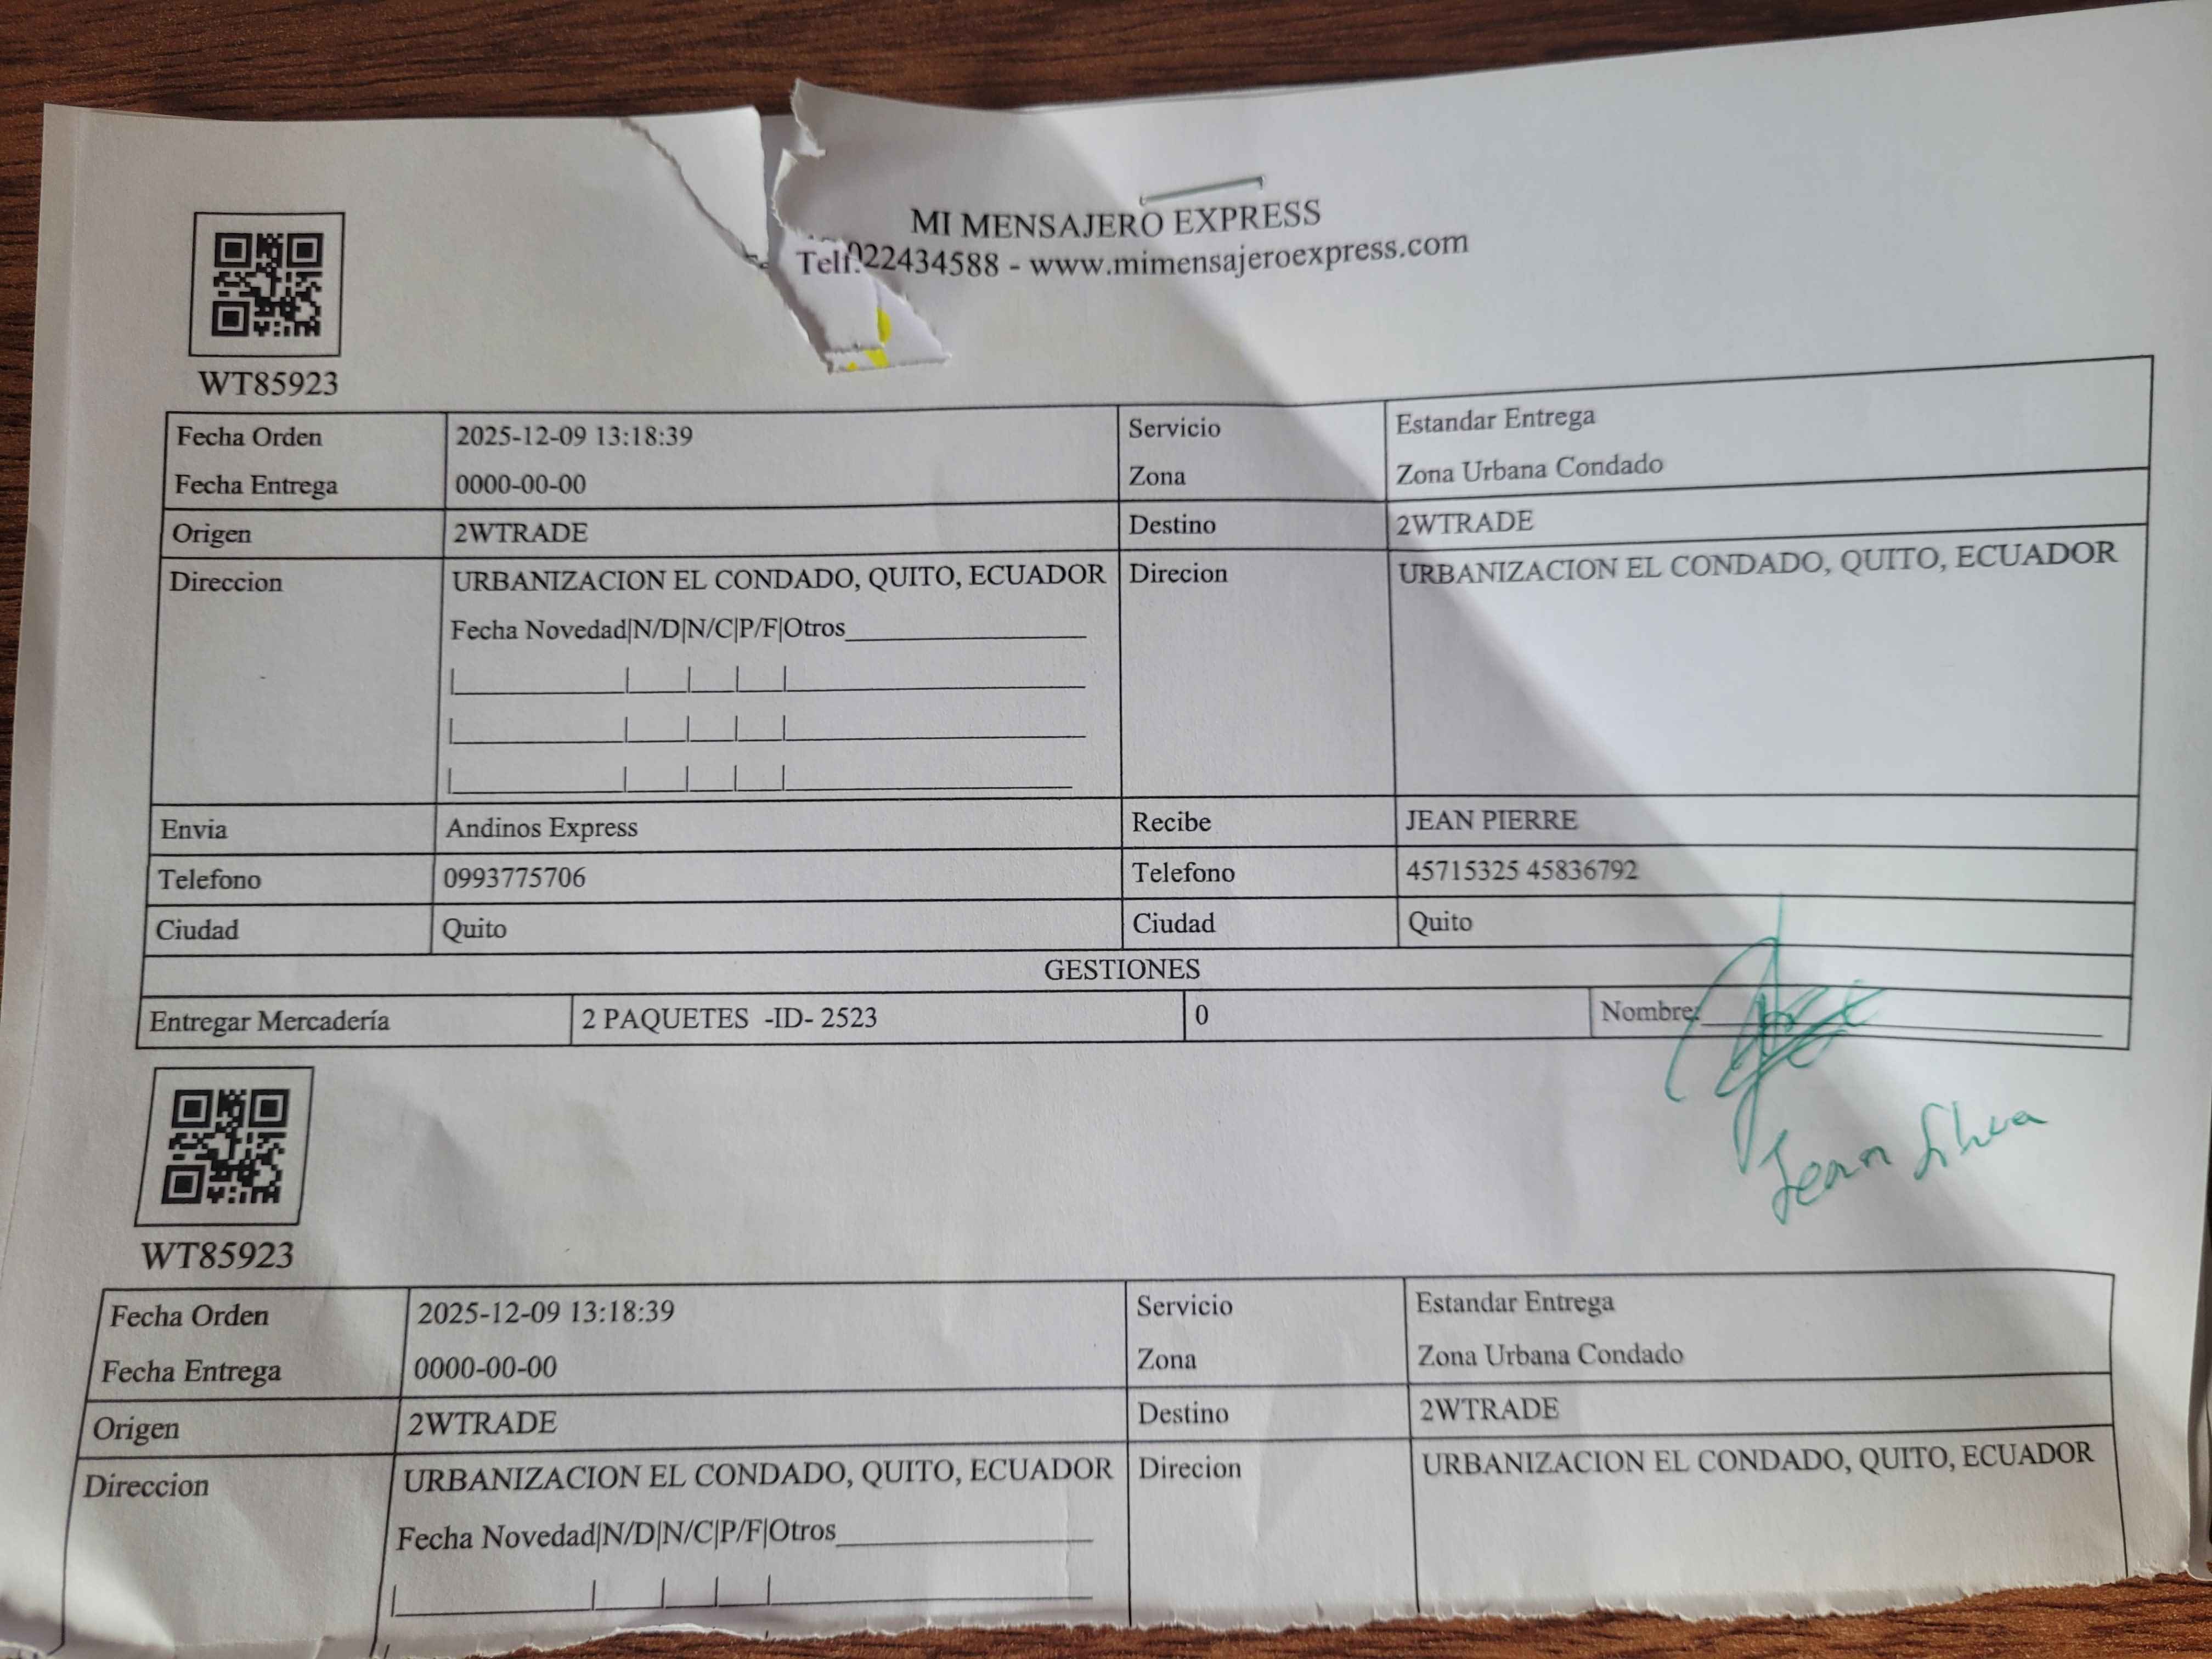 MI MENSAJERO EXPRESS
Telf:022434588 - www.mimensajeroexpress.com
WT85923
Fecha Orden 2025-12-09 13:18:39 Servicio Estandar Entrega
Fecha Entrega 0000-00-00 Zona Zona Urbana Condado
Origen 2WTRADE Destino 2WTRADE
Direccion URBANIZACION EL CONDADO, QUITO, ECUADOR Direcion URBANIZACION EL CONDADO, QUITO, ECUADOR
Fecha Novedad|N/D|N/C|P/F|Otros
Envia Andinos Express Recibe JEAN PIERRE
Telefono 0993775706 Telefono 45715325 45836792
Ciudad Quito Ciudad Quito
GESTIONES
Entregar Mercadería 2 PAQUETES -ID- 2523 0 Nombre:
Jean Silva
WT85923
Fecha Orden 2025-12-09 13:18:39 Servicio Estandar Entrega
Fecha Entrega 0000-00-00 Zona Zona Urbana Condado
Origen 2WTRADE Destino 2WTRADE
Direccion URBANIZACION EL CONDADO, QUITO, ECUADOR Direcion URBANIZACION EL CONDADO, QUITO, ECUADOR
Fecha Novedad|N/D|N/C|P/F|Otros